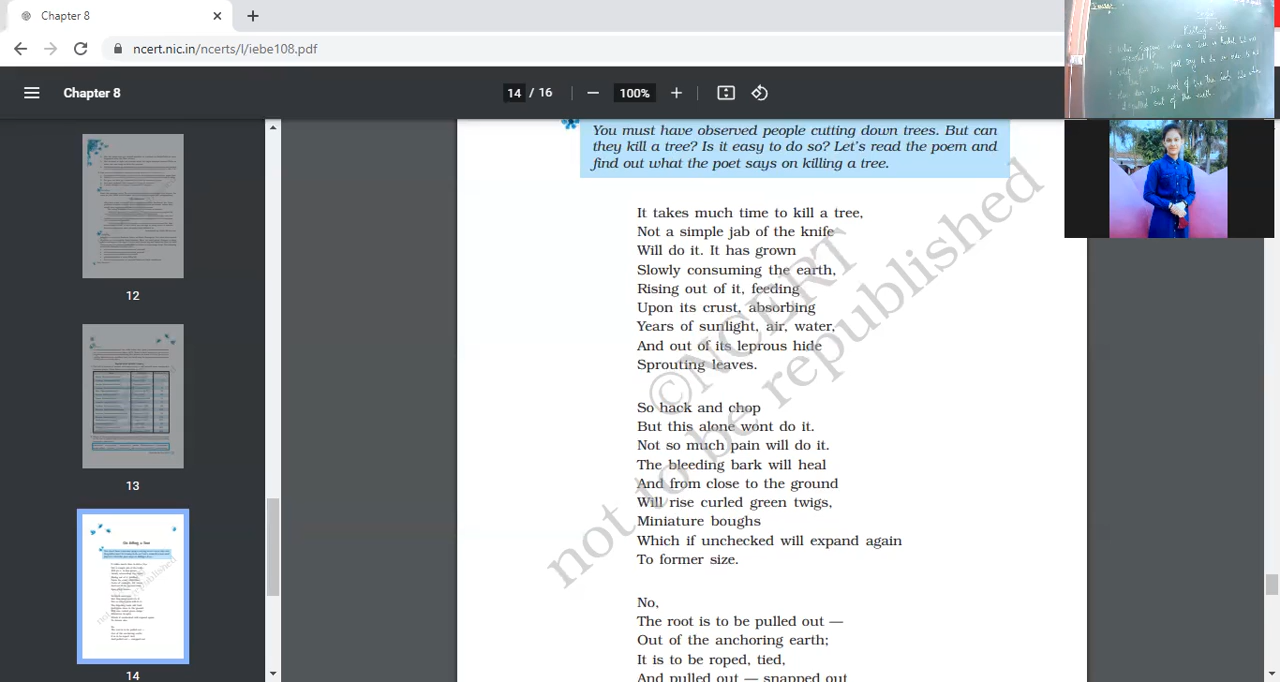 Chapter 8
ncert.nic.in/ncerts/l/iebe108.pdf
Chapter 8
14 / 16
100%
12
13
14
You must have observed people cutting down trees. But can
they kill a tree? Is it easy to do so? Let's read the poem and
find out what the poet says on killing a tree.
It takes much time to kill a tree,
Not a simple jab of the knife
Will do it. It has grown
Slowly consuming the earth,
Rising out of it, feeding
Upon its crust, absorbing
Years of sunlight, air, water,
And out of its leprous hide
Sprouting leaves.
So hack and chop
But this alone wont do it.
Not so much pain will do it.
The bleeding bark will heal
And from close to the ground
Will rise curled green twigs,
Miniature boughs
Which if unchecked will expand again
To former size.
No,
The root is to be pulled out —
Out of the anchoring earth;
It is to be roped, tied,
And pulled out — snapped out
©NCERT
not to be republished